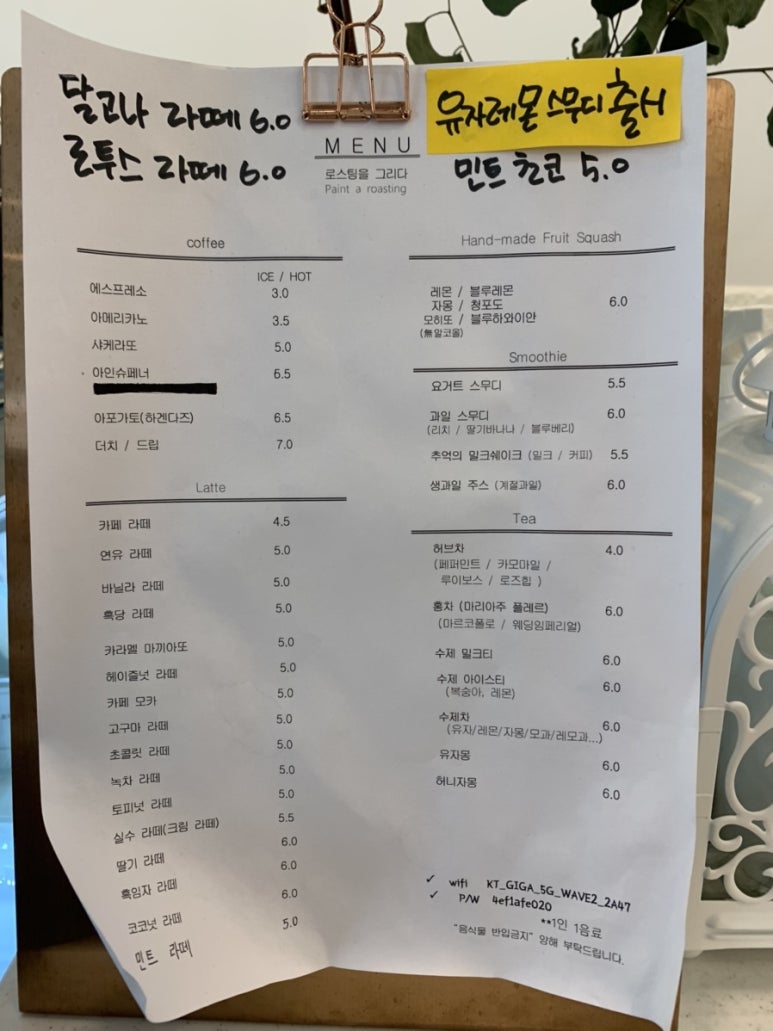 달고나 라떼 6.0
로투스 라떼 6.0
유자레몬 스무디 출시
민트 초코 5.0
MENU
로스팅을 그리다
Paint a roasting
coffee
ICE / HOT
에스프레소 3.0
아메리카노 3.5
샤케라또 5.0
아인슈페너 6.5
아포가토(하겐다즈) 6.5
더치 / 드립 7.0
Latte
카페 라떼 4.5
연유 라떼 5.0
바닐라 라떼 5.0
흑당 라떼 5.0
카라멜 마끼아또 5.0
헤이즐넛 라떼 5.0
카페 모카 5.0
고구마 라떼 5.0
초콜릿 라떼 5.0
녹차 라떼 5.0
토피넛 라떼 5.0
실수 라떼(크림 라떼) 5.5
딸기 라떼 6.0
흑임자 라떼 6.0
코코넛 라떼 6.0
민트 라떼 5.0
Hand-made Fruit Squash
레몬 / 블루레몬
자몽 / 청포도 6.0
모히또 / 블루하와이안
(無알코올)
Smoothie
요거트 스무디 5.5
과일 스무디 6.0
(리치 / 딸기바나나 / 블루베리)
추억의 밀크쉐이크 (밀크 / 커피) 5.5
생과일 주스 (계절과일) 6.0
Tea
허브차 4.0
(페퍼민트 / 카모마일 /
루이보스 / 로즈힙 )
홍차 (마리아주 플레르) 6.0
(마르코폴로 / 웨딩임페리얼)
수제 밀크티 6.0
수제 아이스티 6.0
(복숭아, 레몬)
수제차 6.0
(유자/레몬/자몽/모과/레모과...)
유자몽 6.0
허니자몽 6.0
✓ wifi KT_GIGA_5G_WAVE2_2A47
✓ P/W 4ef1afe020
**1인 1음료
"음식물 반입금지" 양해 부탁드립니다.